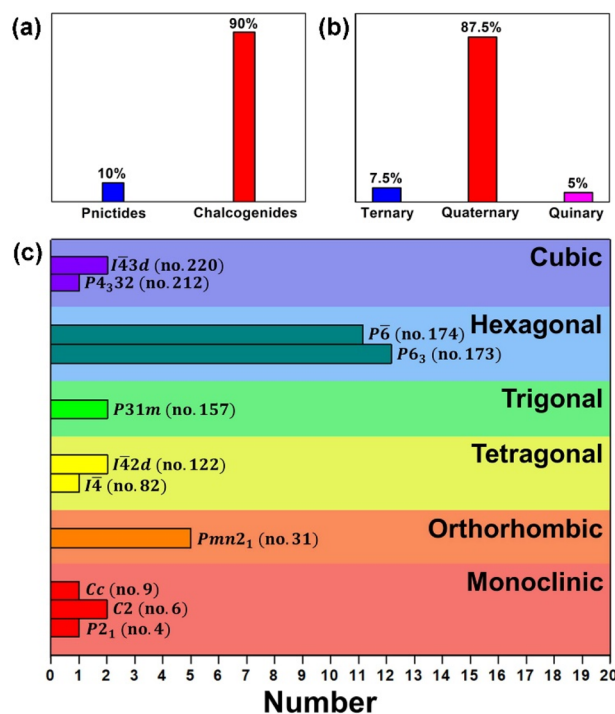 (a)
90%
10%
Pnictides Chalcogenides
(b)
87.5%
7.5%
5%
Ternary Quaternary Quinary
(c)
Cubic
I4̅3d (no. 220)
P4₃32 (no. 212)
Hexagonal
P6̅ (no. 174)
P6₃ (no. 173)
Trigonal
P31m (no. 157)
Tetragonal
I4̅2d (no. 122)
I4̅ (no. 82)
Orthorhombic
Pmn2₁ (no. 31)
Monoclinic
Cc (no. 9)
C2 (no. 6)
P2₁ (no. 4)
0 1 2 3 4 5 6 7 8 9 10 11 12 13 14 15 16 17 18 19 20
Number